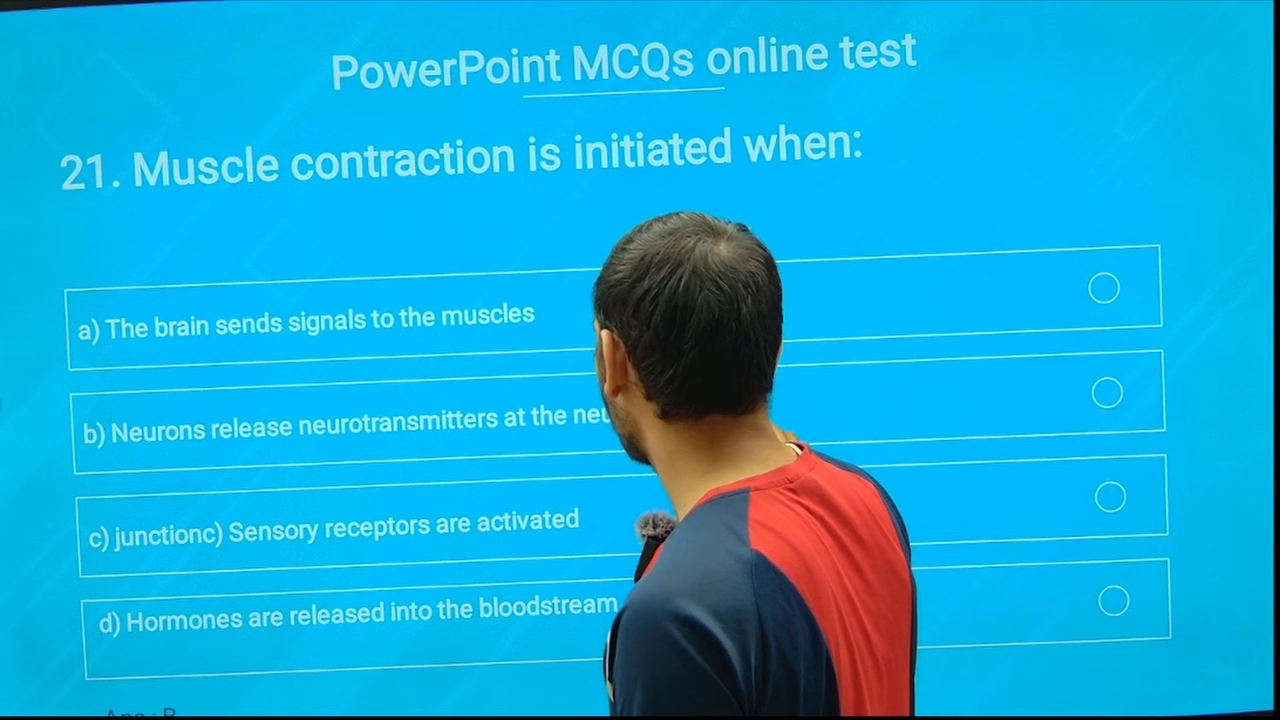 PowerPoint MCQs online test
21. Muscle contraction is initiated when:
a) The brain sends signals to the muscles
b) Neurons release neurotransmitters at the
c) junctionc) Sensory receptors are activated
d) Hormones are released into the bloodstream